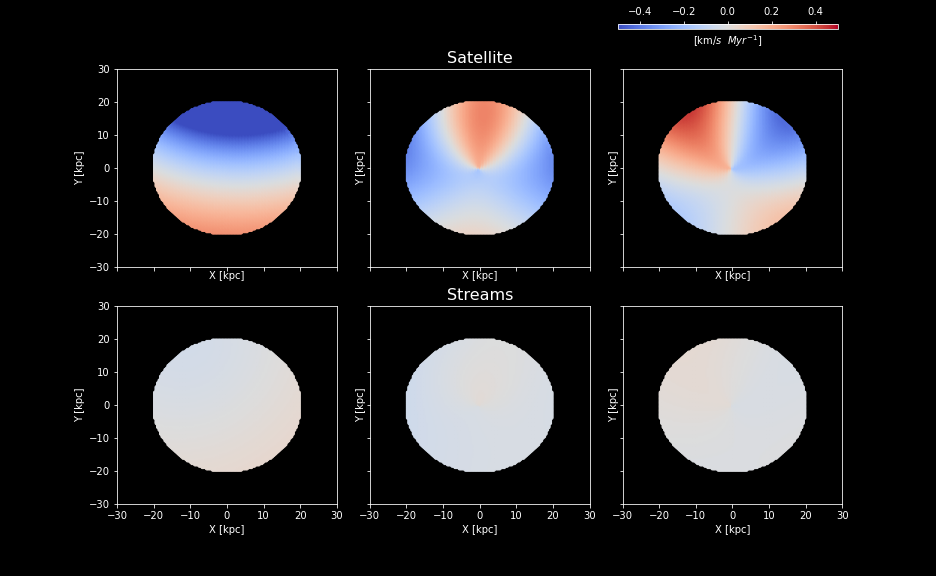 −0.4 −0.2 0.0 0.2 0.4
[km/s Myr⁻¹]
Satellite
30
20
10
0
−10
−20
−30
Y [kpc]
Y [kpc]
Y [kpc]
X [kpc]
X [kpc]
X [kpc]
Streams
30
20
10
0
−10
−20
−30
Y [kpc]
Y [kpc]
Y [kpc]
−30 −20 −10 0 10 20 30
−30 −20 −10 0 10 20 30
−30 −20 −10 0 10 20 30
X [kpc]
X [kpc]
X [kpc]